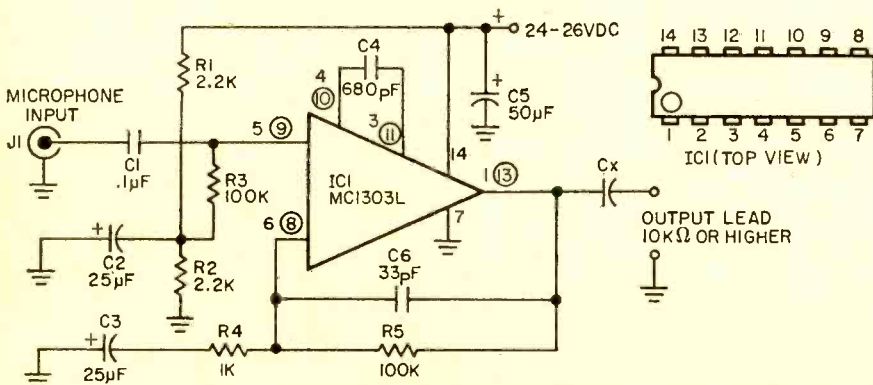 24-26VDC
14 13 12 11 10 9 8
1 2 3 4 5 6 7
IC1(TOP VIEW)
R1
2.2K
C4
680pF
4
10
3
11
C5
50µF
MICROPHONE
INPUT
J1
C1
.1µF
5 9
14
R3
100K
IC1
MC1303L
1 13
Cx
7
6 8
OUTPUT LEAD
10KΩ OR HIGHER
C2
25µF
R2
2.2K
C6
33pF
C3
25µF
R4
1K
R5
100K